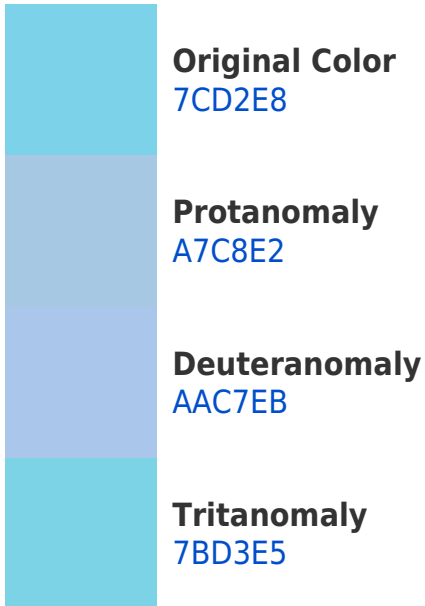 Original Color
7CD2E8
Protanomaly
A7C8E2
Deuteranomaly
AAC7EB
Tritanomaly
7BD3E5